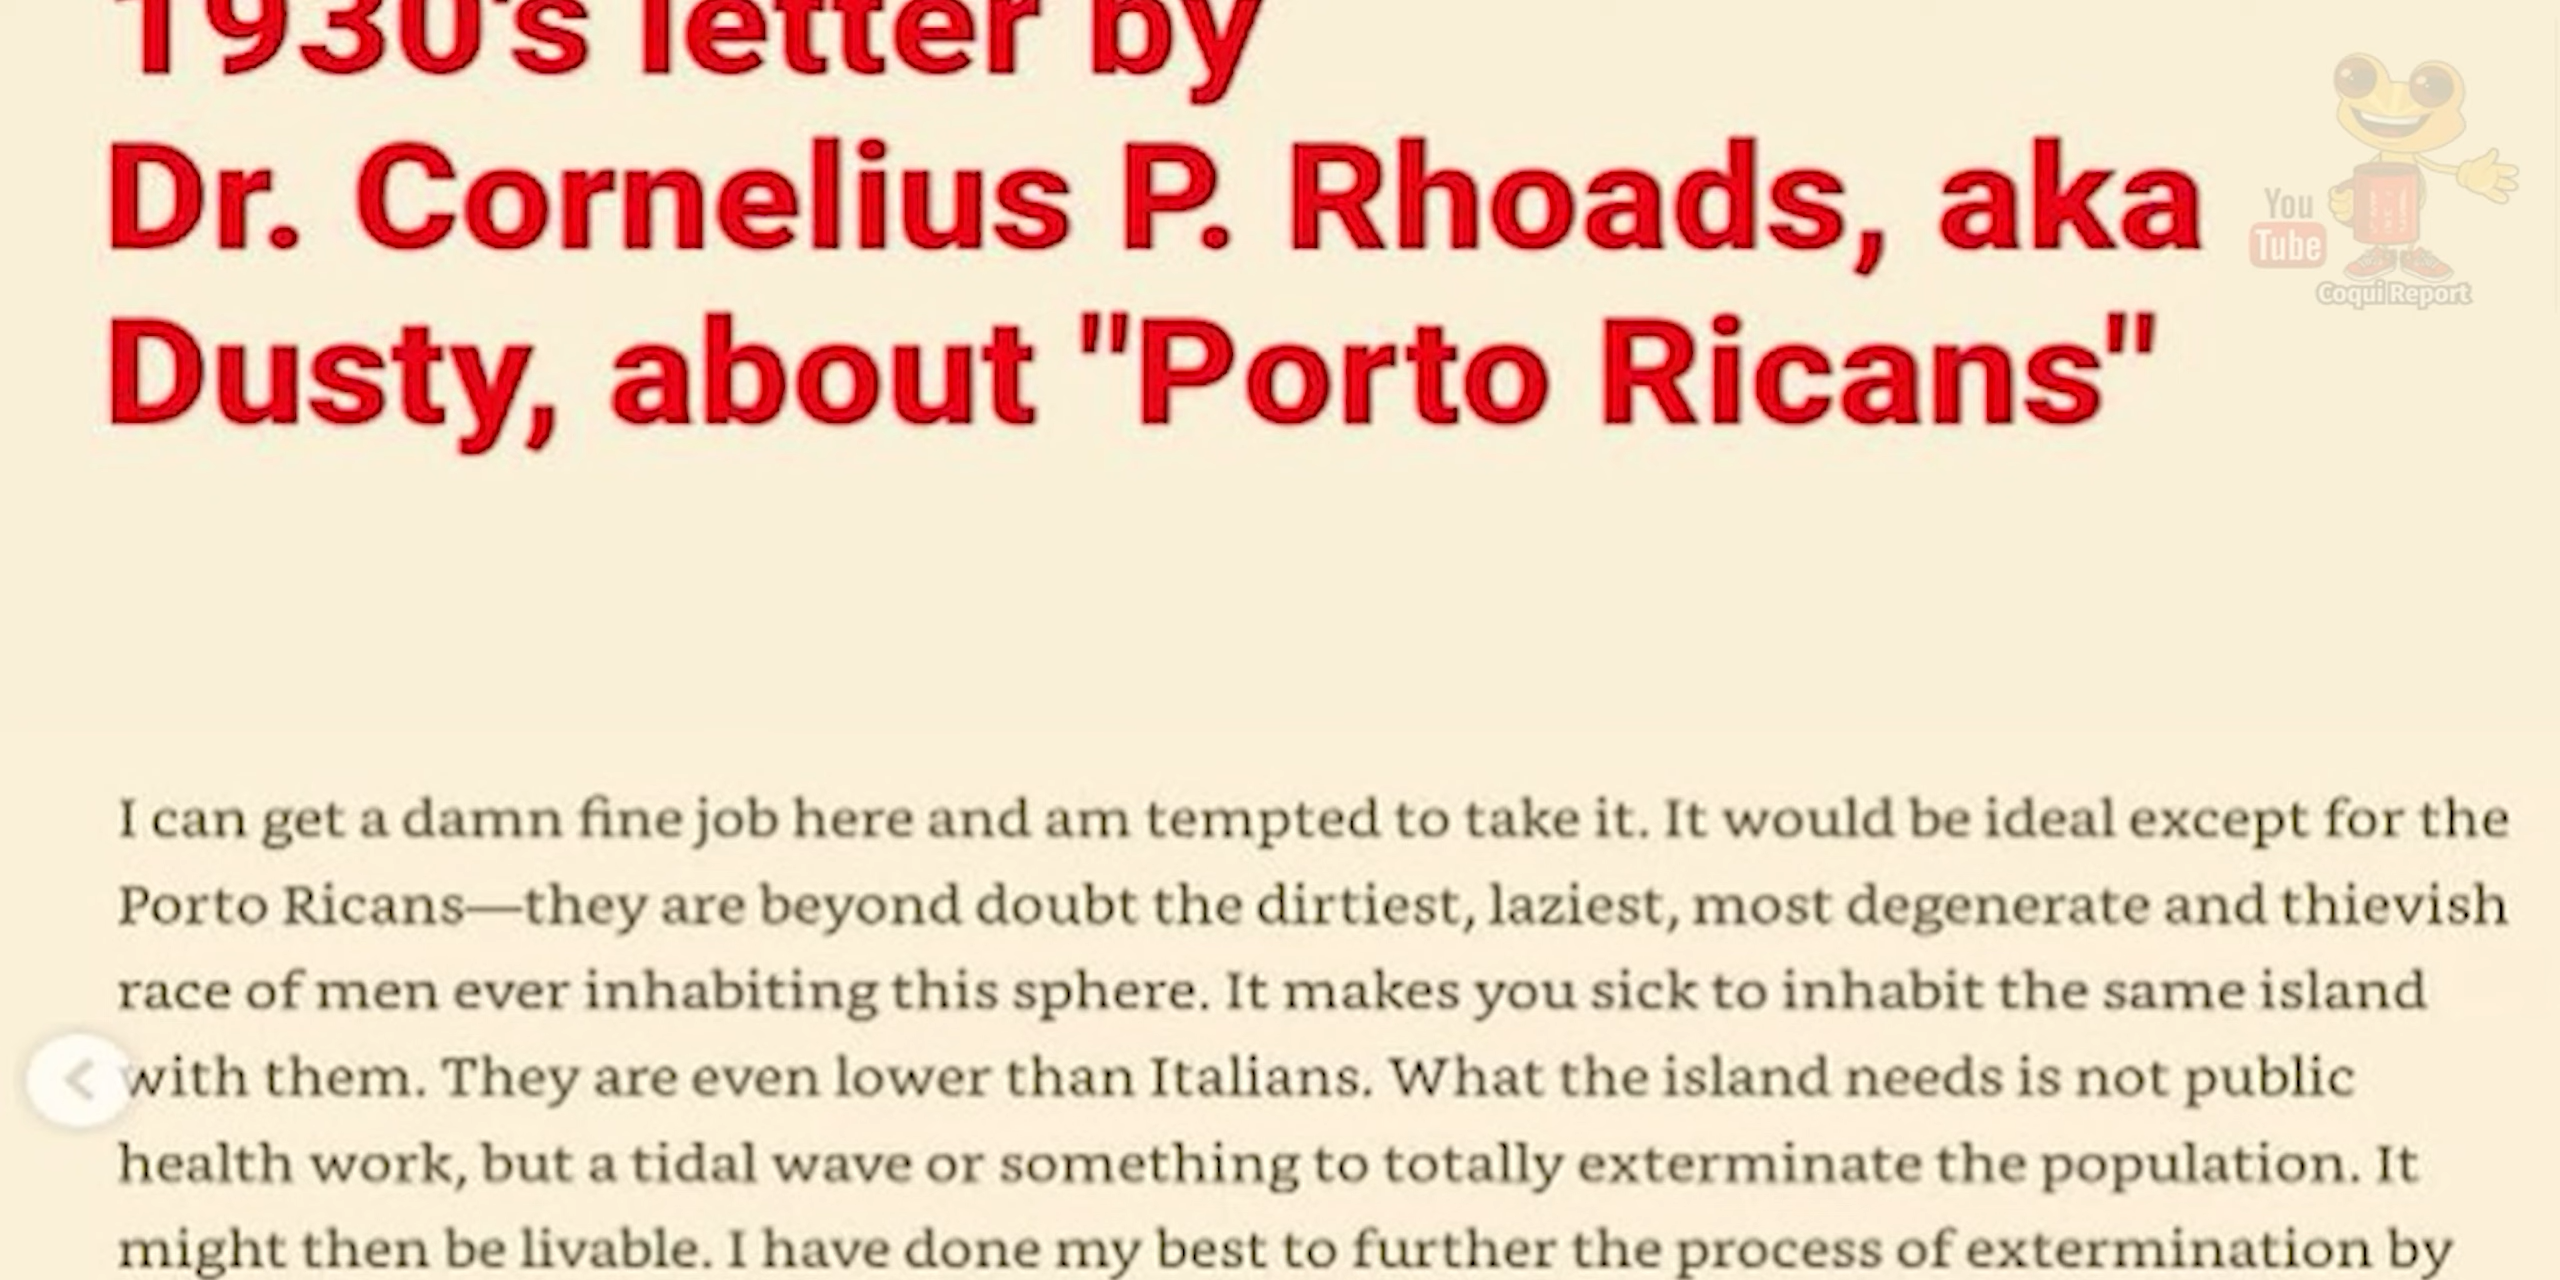 1930's letter by
Dr. Cornelius P. Rhoads, aka
Dusty, about "Porto Ricans"
You
Tube
Coqui Report
I can get a damn fine job here and am tempted to take it. It would be ideal except for the
Porto Ricans—they are beyond doubt the dirtiest, laziest, most degenerate and thievish
race of men ever inhabiting this sphere. It makes you sick to inhabit the same island
with them. They are even lower than Italians. What the island needs is not public
health work, but a tidal wave or something to totally exterminate the population. It
might then be livable. I have done my best to further the process of extermination by